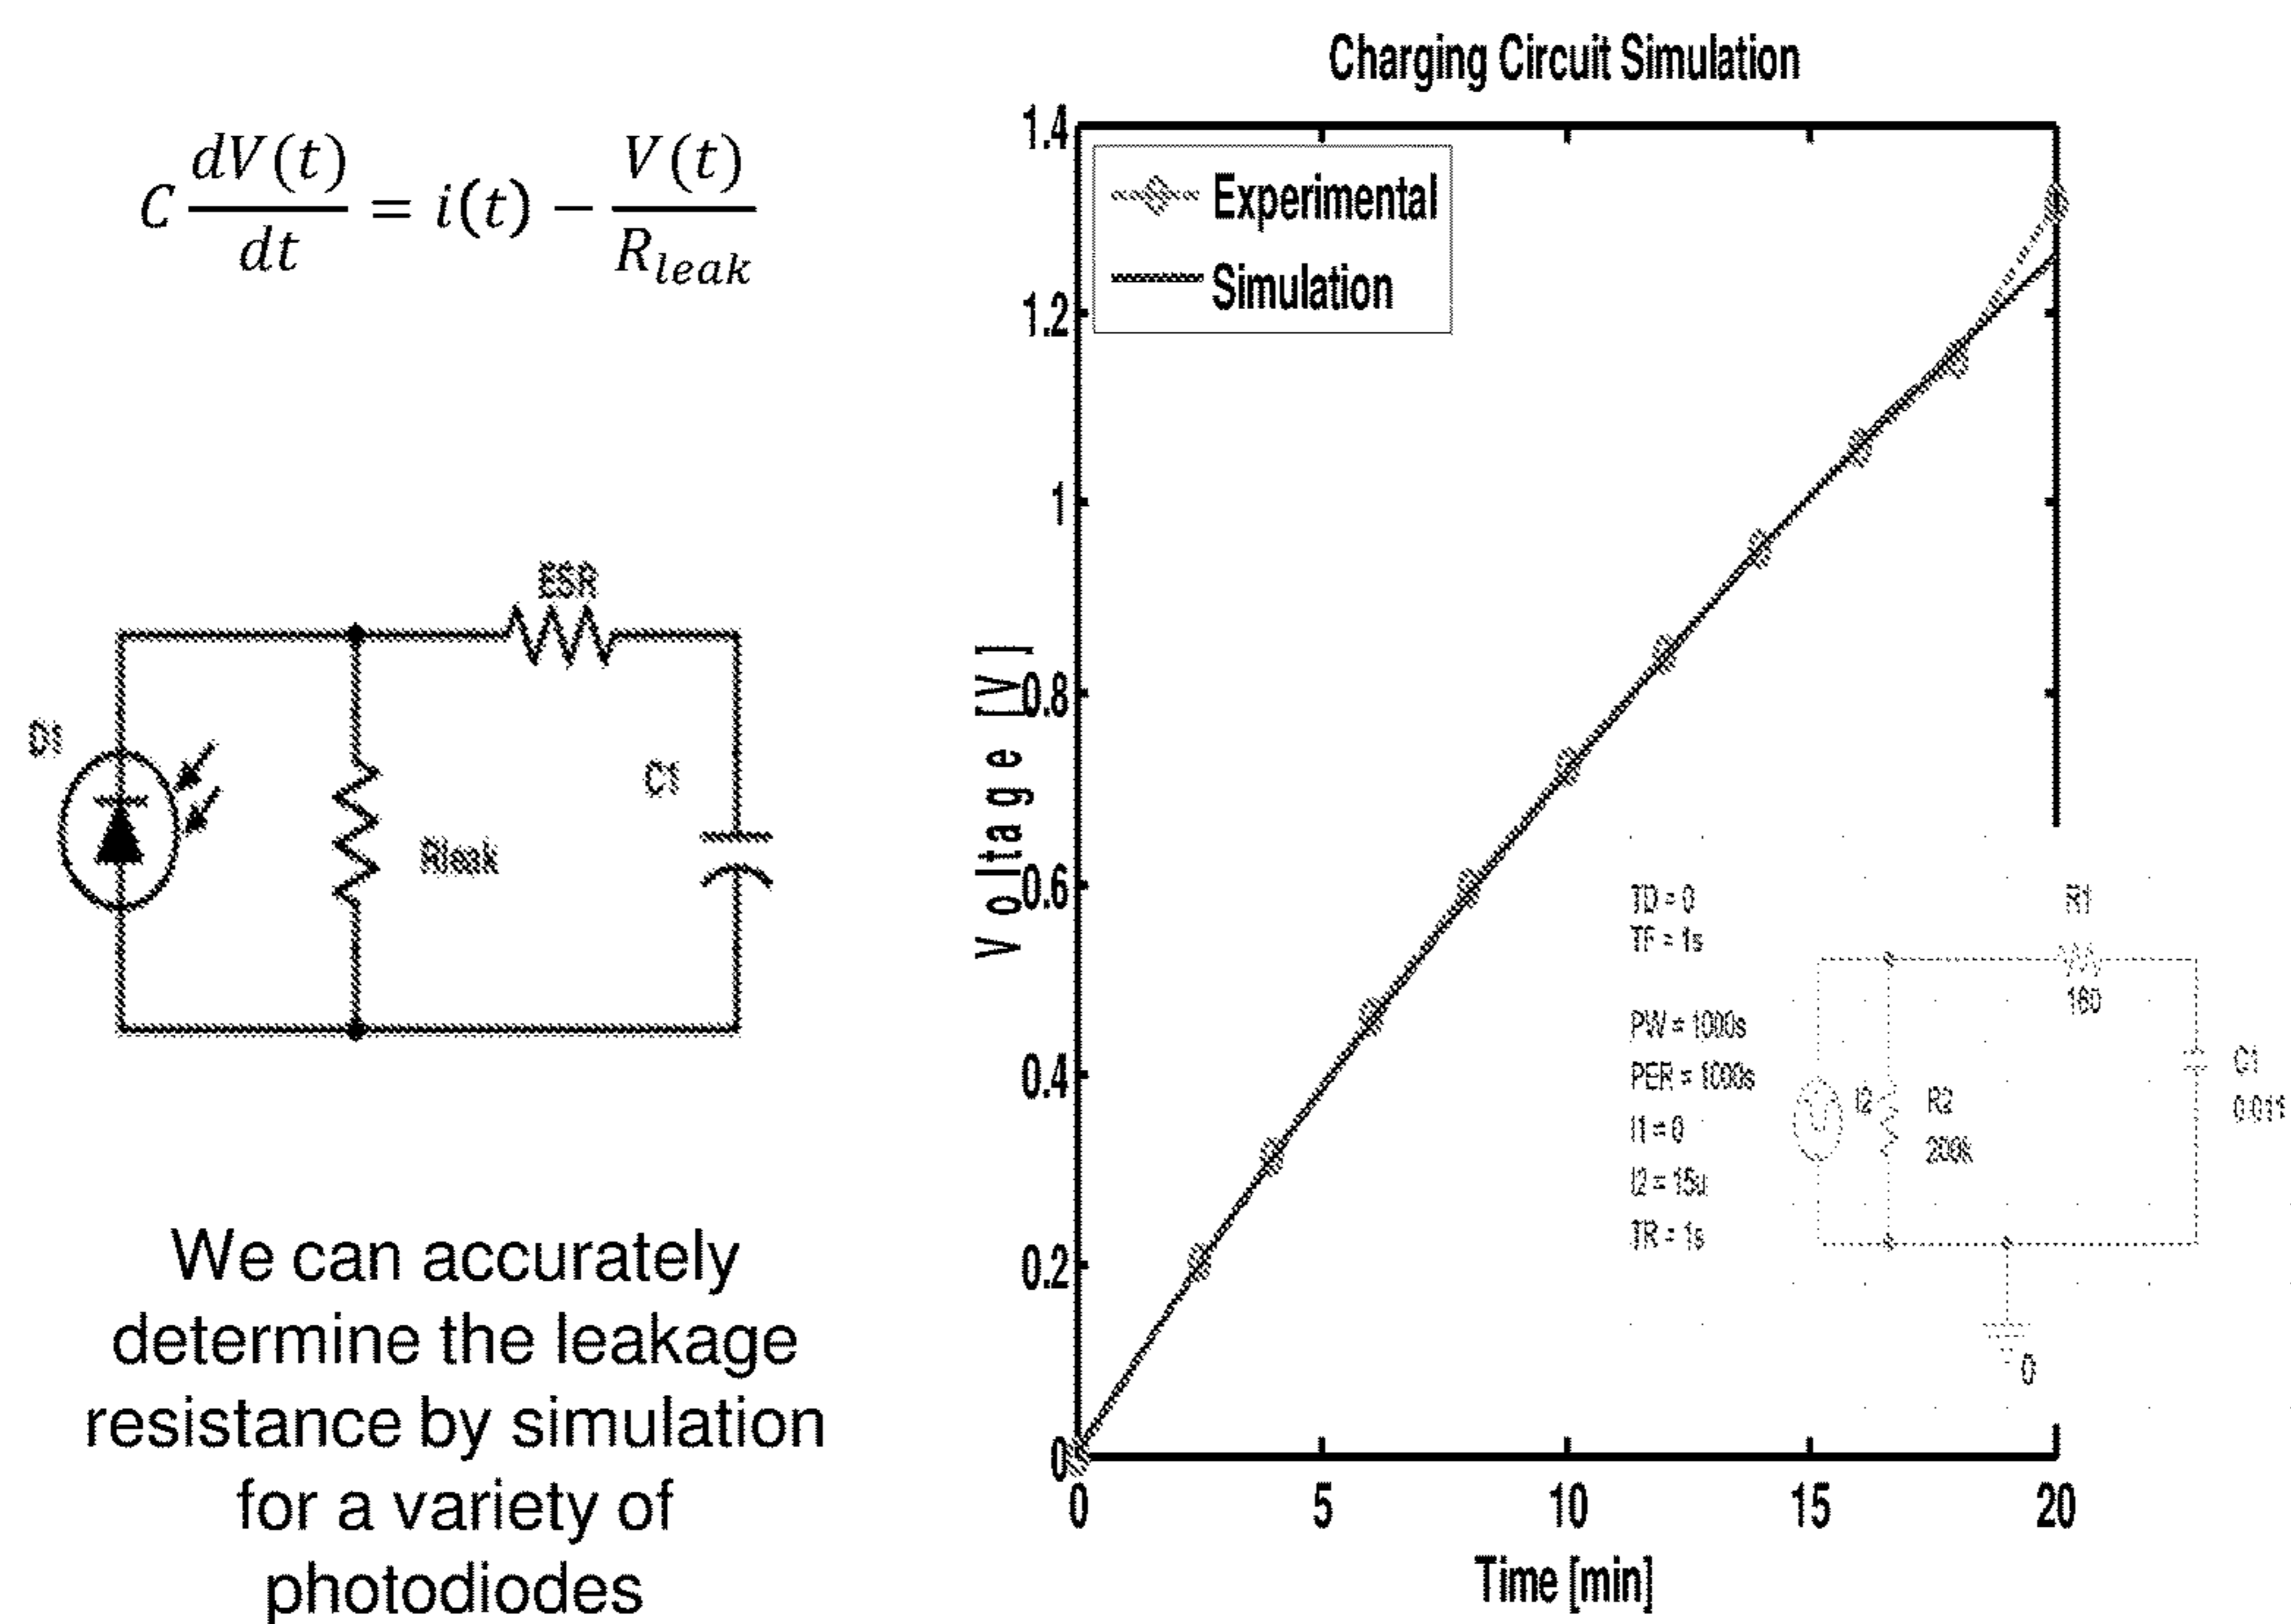 C dV(t)/dt = i(t) − V(t)/R_leak
ESR
D1
C1
Rleak
We can accurately
determine the leakage
resistance by simulation
for a variety of
photodiodes
Charging Circuit Simulation
1.4
1.2
1
0.8
0.6
0.4
0.2
0
Voltage [V]
Experimental
Simulation
0
5
10
15
20
Time [min]
TD = 0
TF = 1s
PW = 1000s
PER = 1000s
I1 = 0
I2 = 15u
TR = 1s
R1
160
I2
R2
200k
C1
0.011
0